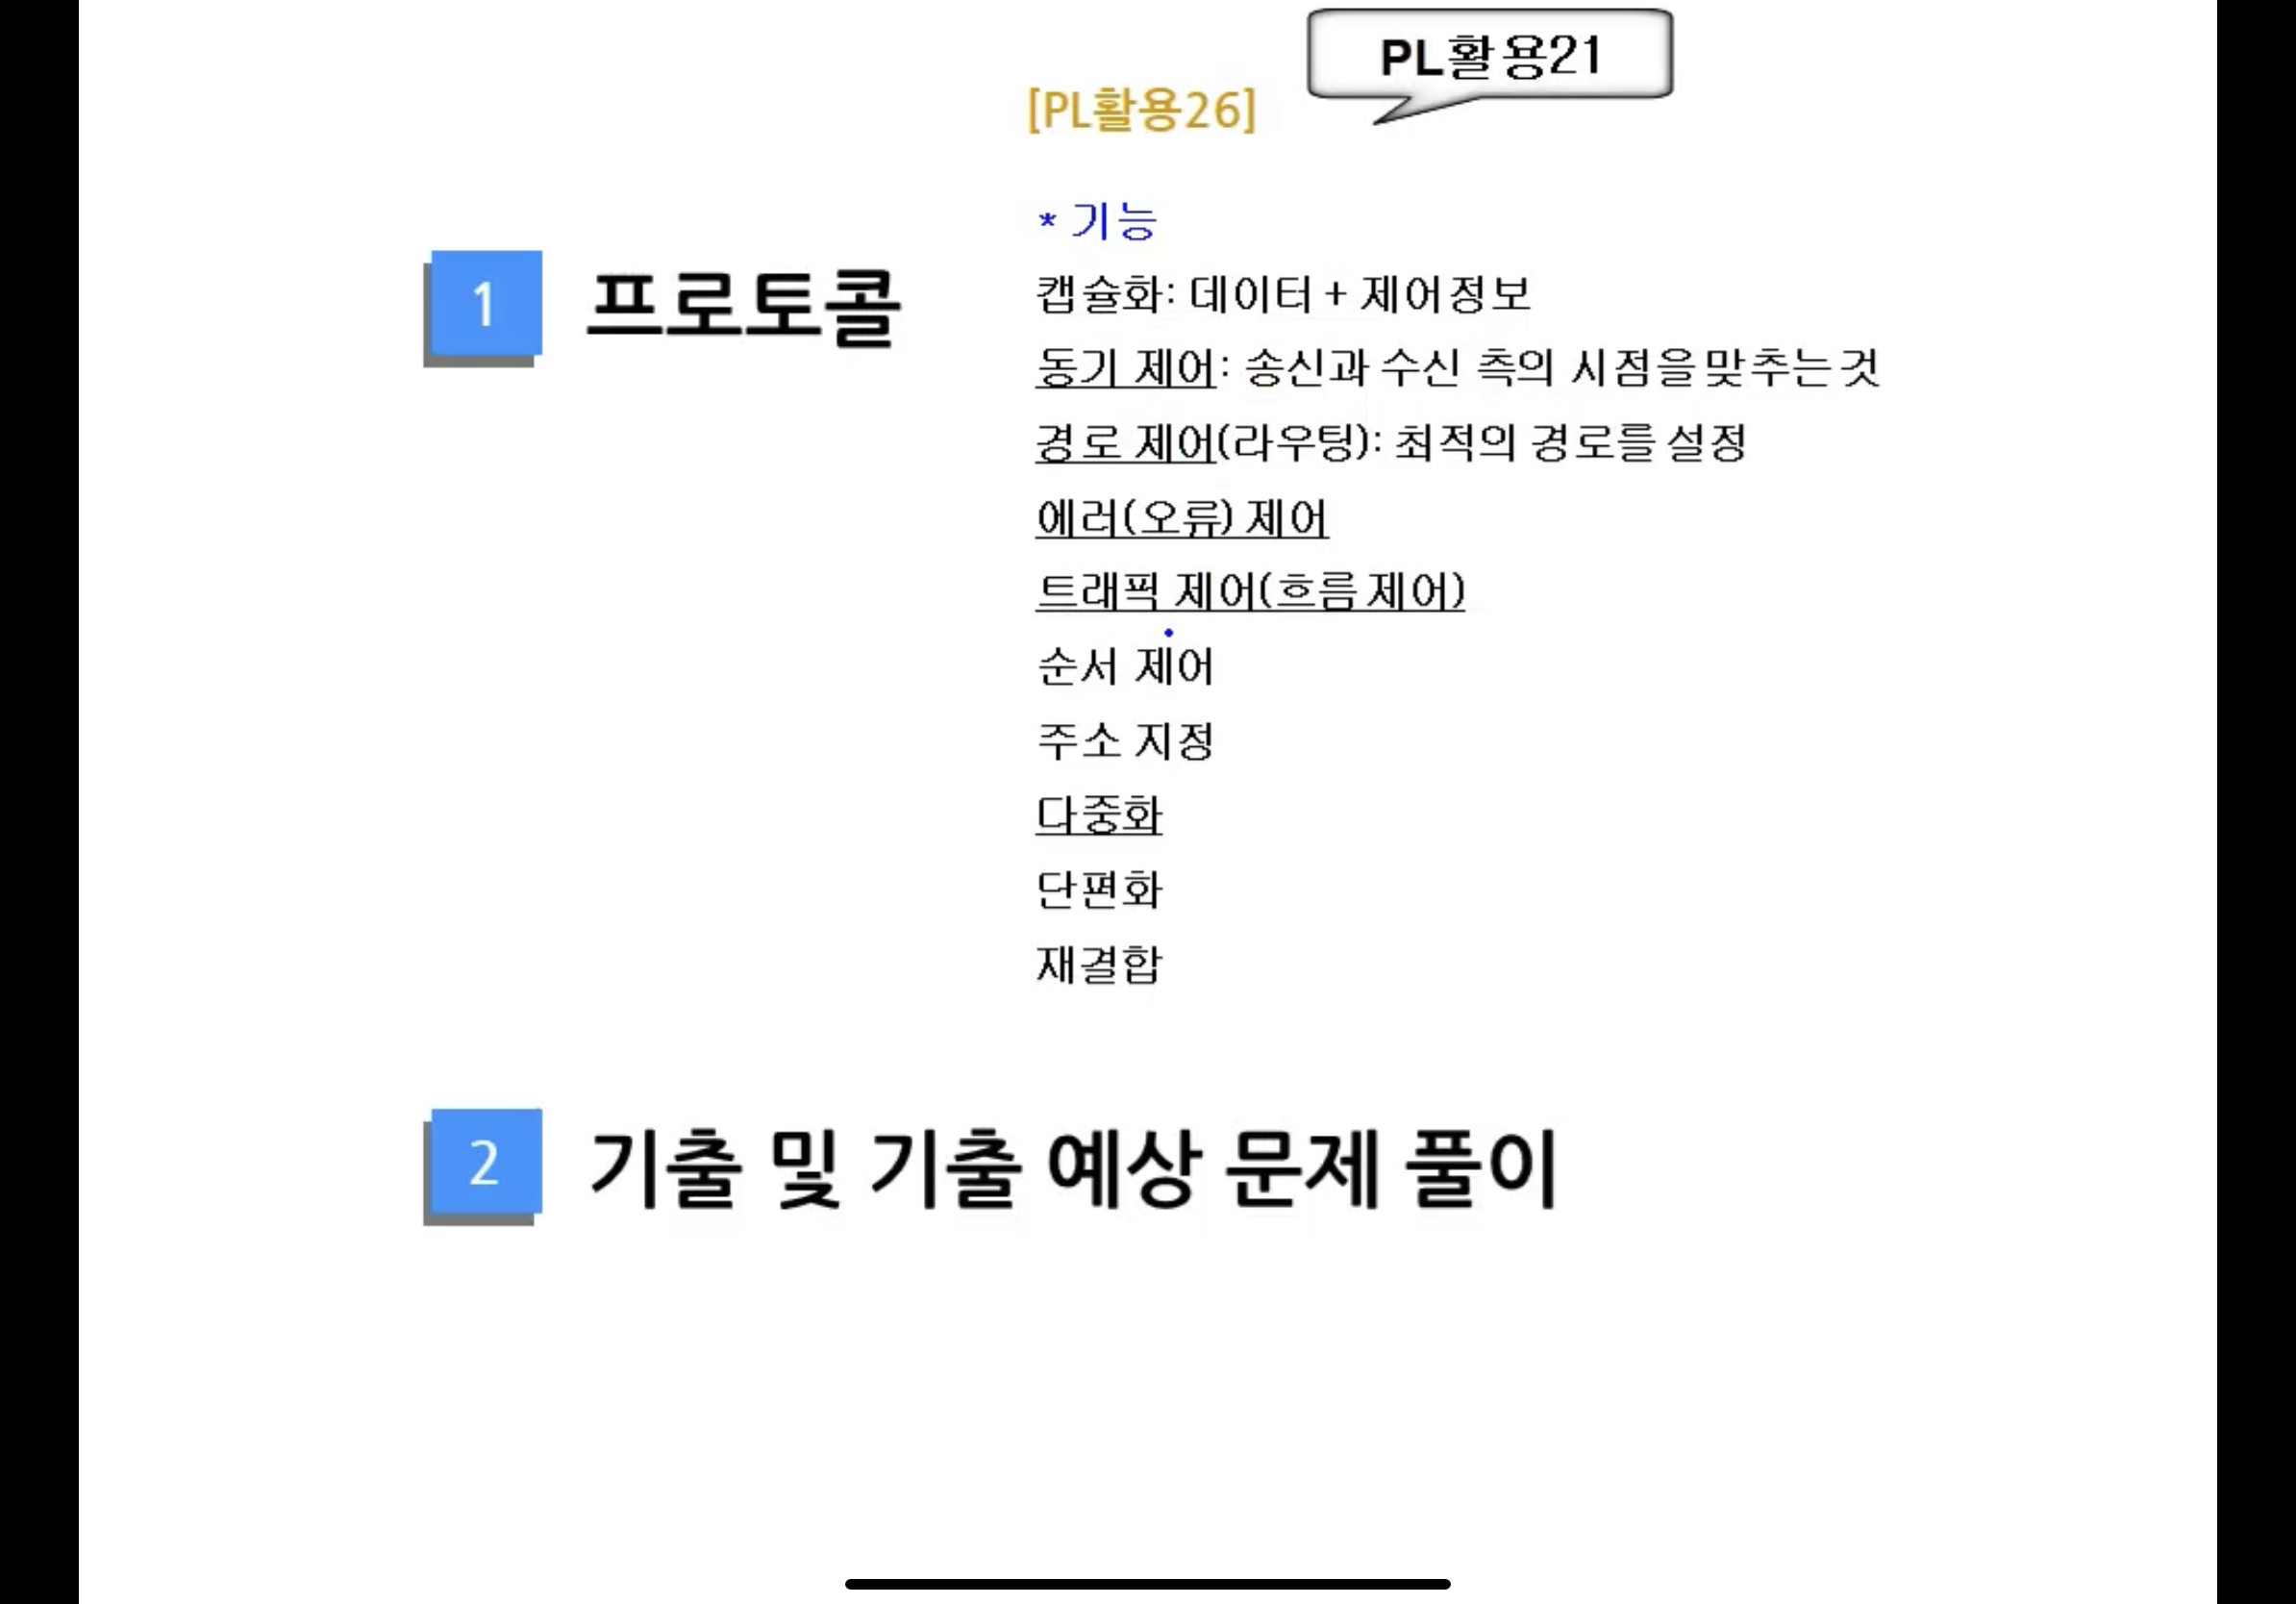 PL활용21
[PL활용26]
* 기능
1 프로토콜
캡슐화: 데이터 + 제어정보
동기 제어: 송신과 수신 측의 시점을 맞추는것
경로 제어(라우팅): 최적의 경로를 설정
에러(오류) 제어
트래픽 제어(흐름 제어)
순서 제어
주소 지정
다중화
단편화
재결합
2 기출 및 기출 예상 문제 풀이